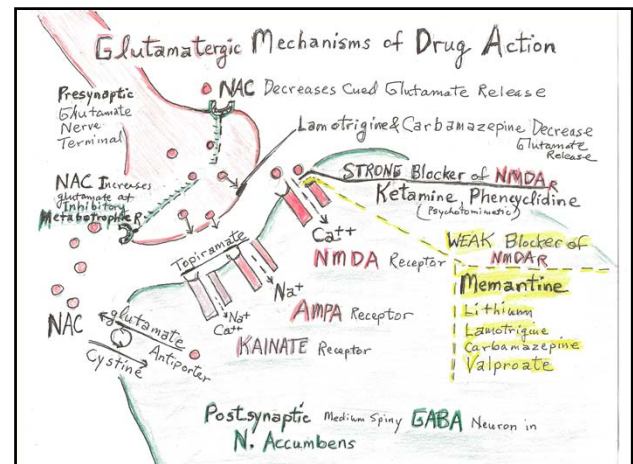 Glutamatergic Mechanisms of Drug Action
NAC Decreases Cued Glutamate Release
Presynaptic
Glutamate
Nerve
Terminal
Lamotrigine & Carbamazepine Decrease
Glutamate
Release
NAC Increases
glutamate at
Inhibitory
Metabotrophic R.
STRONG Blocker of NMDAR
Ketamine, Phencyclidine
(Psychotomimetic)
Ca++
NMDA Receptor
WEAK Blocker of
NMDAR
Memantine
Lithium
Lamotrigine
Carbamazepine
Valproate
Topiramate
Na+
AMPA Receptor
Na+
Ca++
KAINATE Receptor
NAC
glutamate
Antiporter
Cystine
Postsynaptic Medium Spiny GABA Neuron in
N. Accumbens